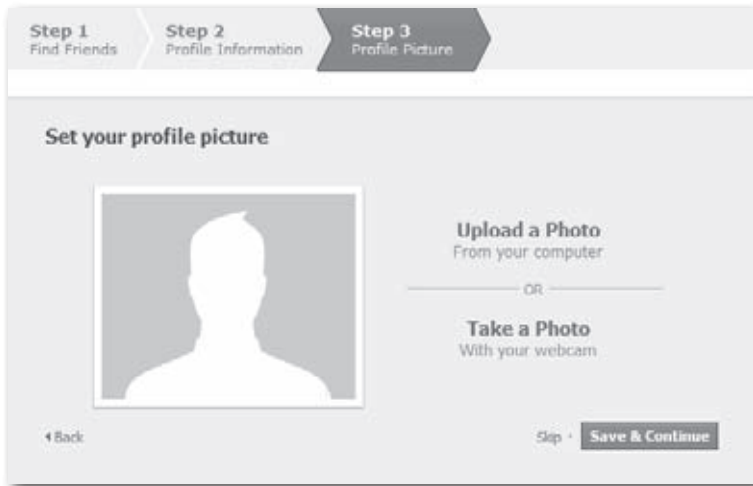 Step 1
Find Friends
Step 2
Profile Information
Step 3
Profile Picture
Set your profile picture
Upload a Photo
From your computer
OR
Take a Photo
With your webcam
Back
Skip
Save & Continue